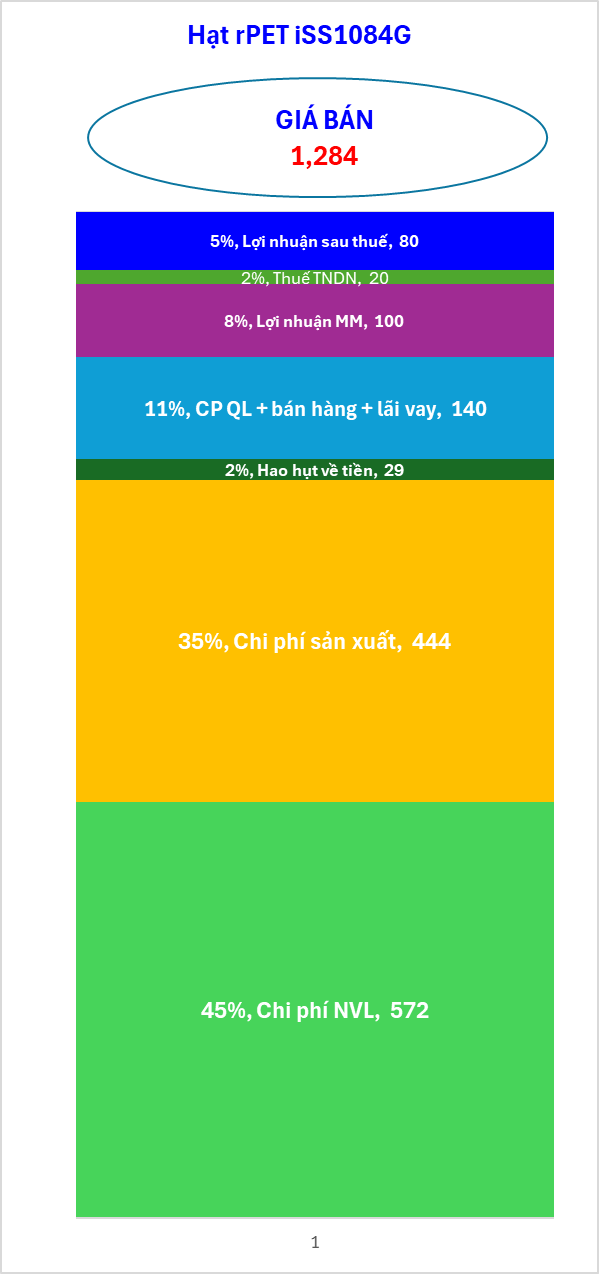 Hạt rPET iSS1084G
GIÁ BÁN
1,284
5%, Lợi nhuận sau thuế, 80
2%, Thuế TNDN, 20
8%, Lợi nhuận MM, 100
11%, CP QL + bán hàng + lãi vay, 140
2%, Hao hụt về tiền, 29
35%, Chi phí sản xuất, 444
45%, Chi phí NVL, 572
1